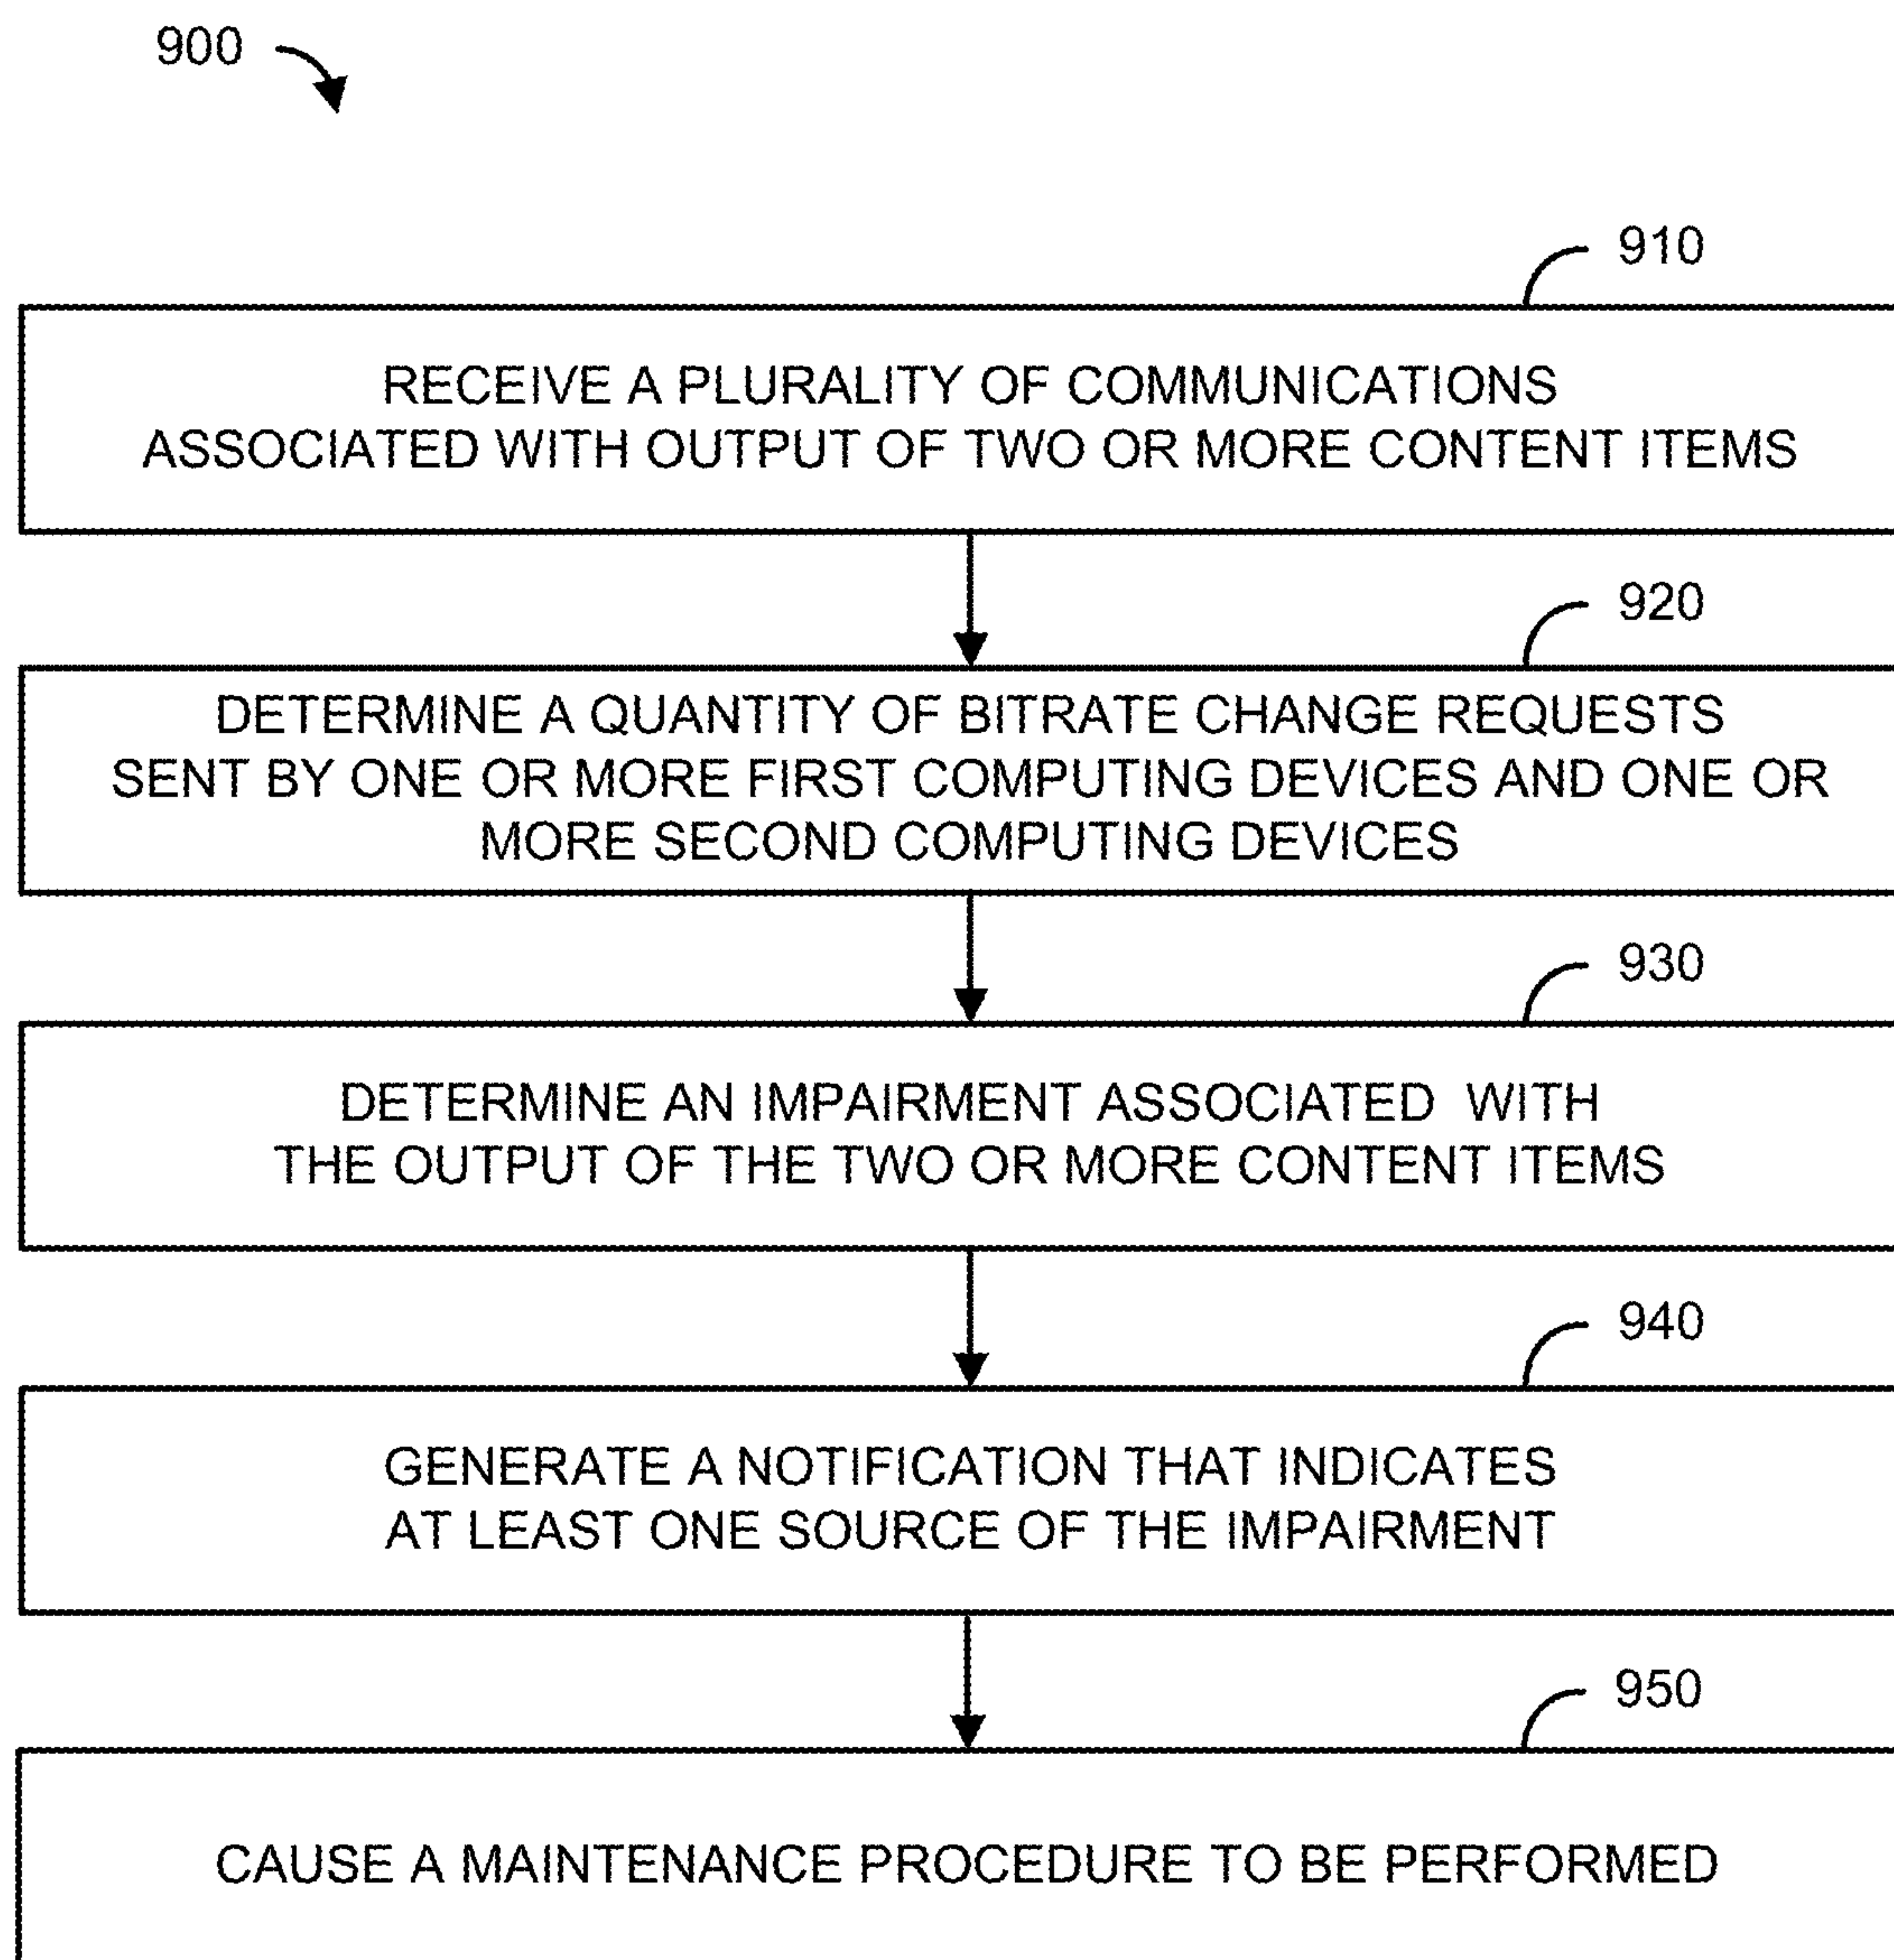 900
910
RECEIVE A PLURALITY OF COMMUNICATIONS
ASSOCIATED WITH OUTPUT OF TWO OR MORE CONTENT ITEMS
920
DETERMINE A QUANTITY OF BITRATE CHANGE REQUESTS
SENT BY ONE OR MORE FIRST COMPUTING DEVICES AND ONE OR
MORE SECOND COMPUTING DEVICES
930
DETERMINE AN IMPAIRMENT ASSOCIATED  WITH
THE OUTPUT OF THE TWO OR MORE CONTENT ITEMS
940
GENERATE A NOTIFICATION THAT INDICATES
AT LEAST ONE SOURCE OF THE IMPAIRMENT
950
CAUSE A MAINTENANCE PROCEDURE TO BE PERFORMED